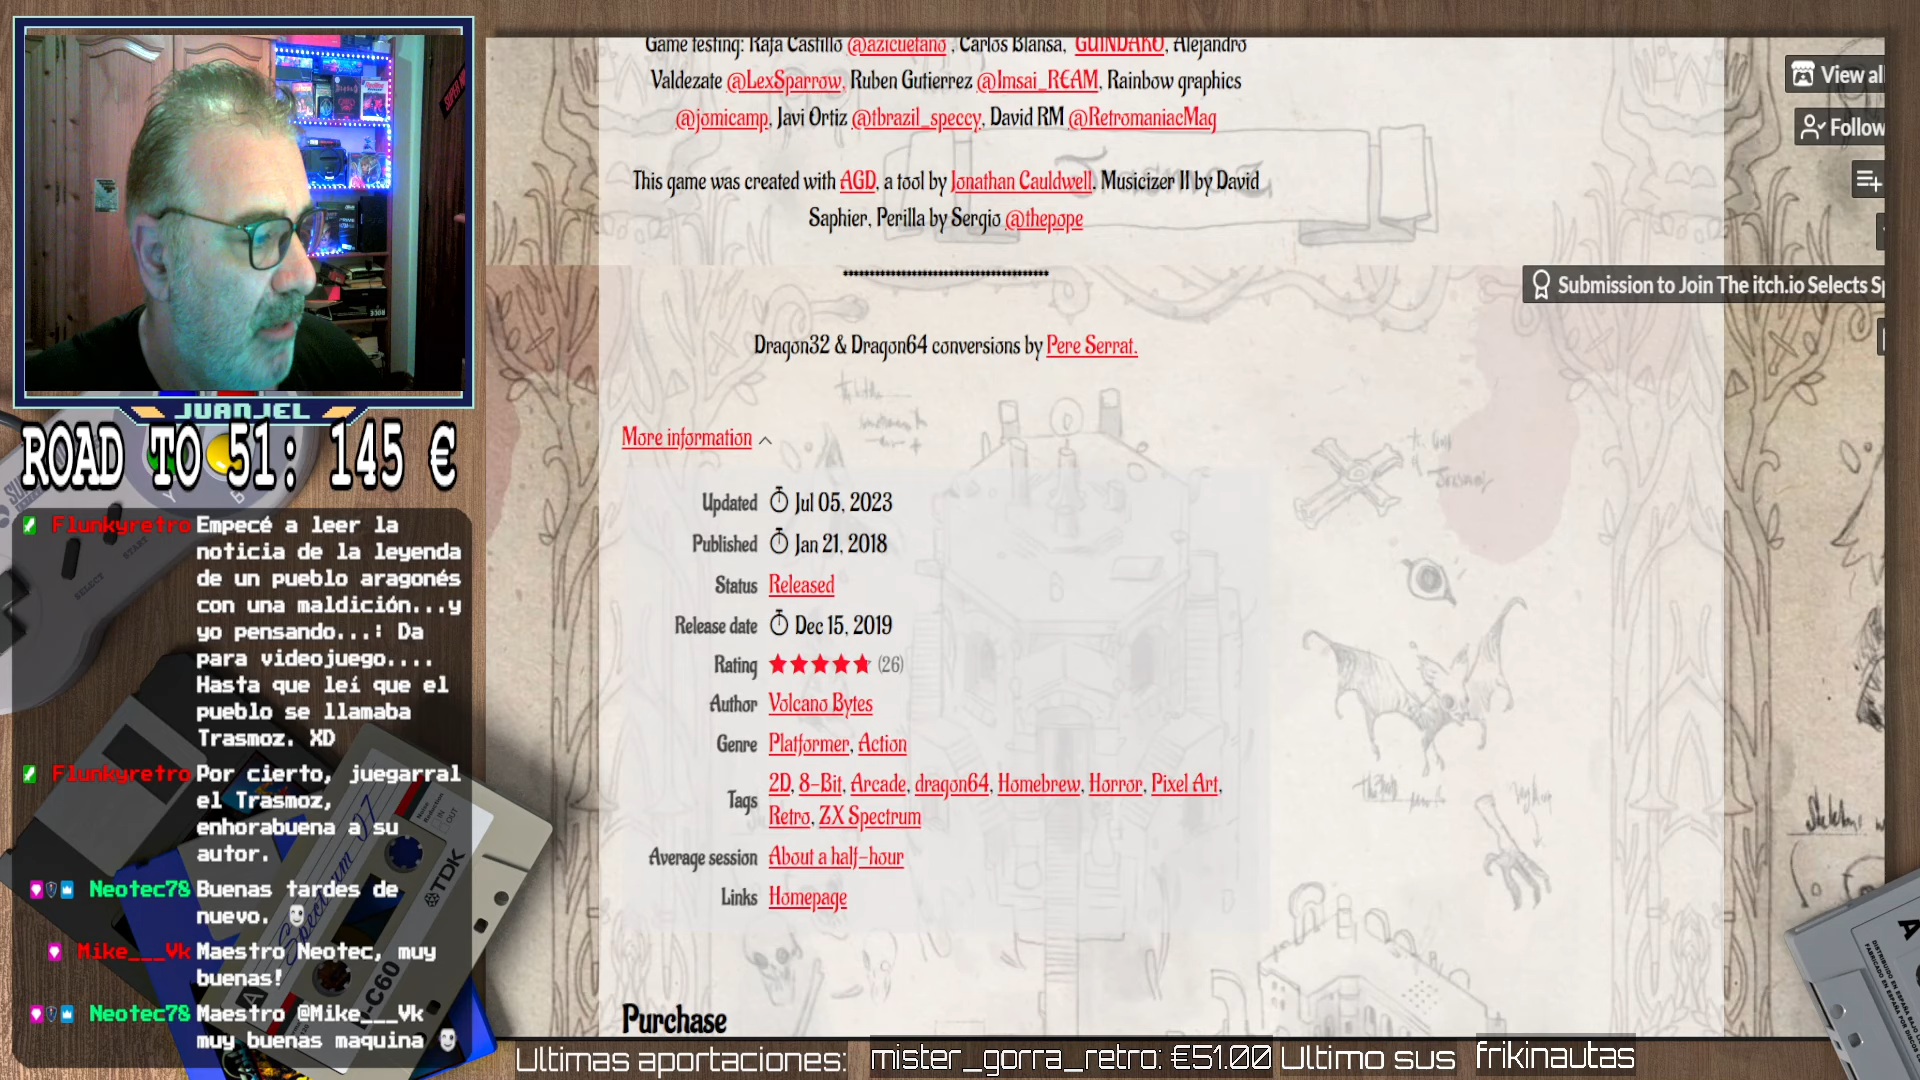 Game testing: Rafa Castillo @azicuetano , Carlos Blansa, GUINDAKO, Alejandro
Valdezate @LexSparrow, Ruben Gutierrez @Imsai_REAM, Rainbow graphics
@jomicamp, Javi Ortiz @tbrazil_speccy, David RM @RetromaniacMag
This game was created with AGD, a tool by Jonathan Cauldwell, Musicizer II by David
Saphier, Perilla by Sergio @thepope
Dragon32 & Dragon64 conversions by Pere Serrat.
More information
Updated Jul 05, 2023
Published Jan 21, 2018
Status Released
Release date Dec 15, 2019
Rating (26)
Author Volcano Bytes
Genre Platformer, Action
Tags 2D, 8-Bit, Arcade, dragon64, Homebrew, Horror, Pixel Art,
Retro, ZX Spectrum
Average session About a half-hour
Links Homepage
Purchase
View all
Follow
Submission to Join The itch.io Selects
JUANJEL
ROAD TO 51: 145 €
Flunkyretro Empecé a leer la
noticia de la leyenda
de un pueblo aragonés
con una maldición...y
yo pensando...: Da
para videojuego....
Hasta que leí que el
pueblo se llamaba
Trasmoz. XD
Flunkyretro Por cierto, juegarral
el Trasmoz,
enhorabuena a su
autor.
Neotec78 Buenas tardes de
nuevo.
Mike___Vk Maestro Neotec, muy
buenas!
Neotec78 Maestro @Mike___Vk
muy buenas maquina
START
SELECT
Spectrum
TDK
A
C60
Ultimas aportaciones: mister_gorra_retro: €51.00 Ultimo sus frikinautas